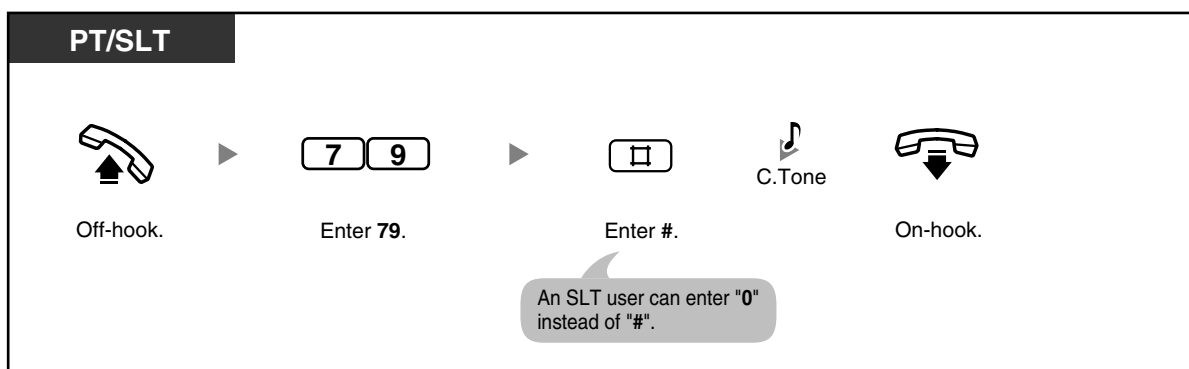 PT/SLT
7 9
#
C.Tone
Off-hook.
Enter 79.
Enter #.
On-hook.
An SLT user can enter "0"
instead of "#".